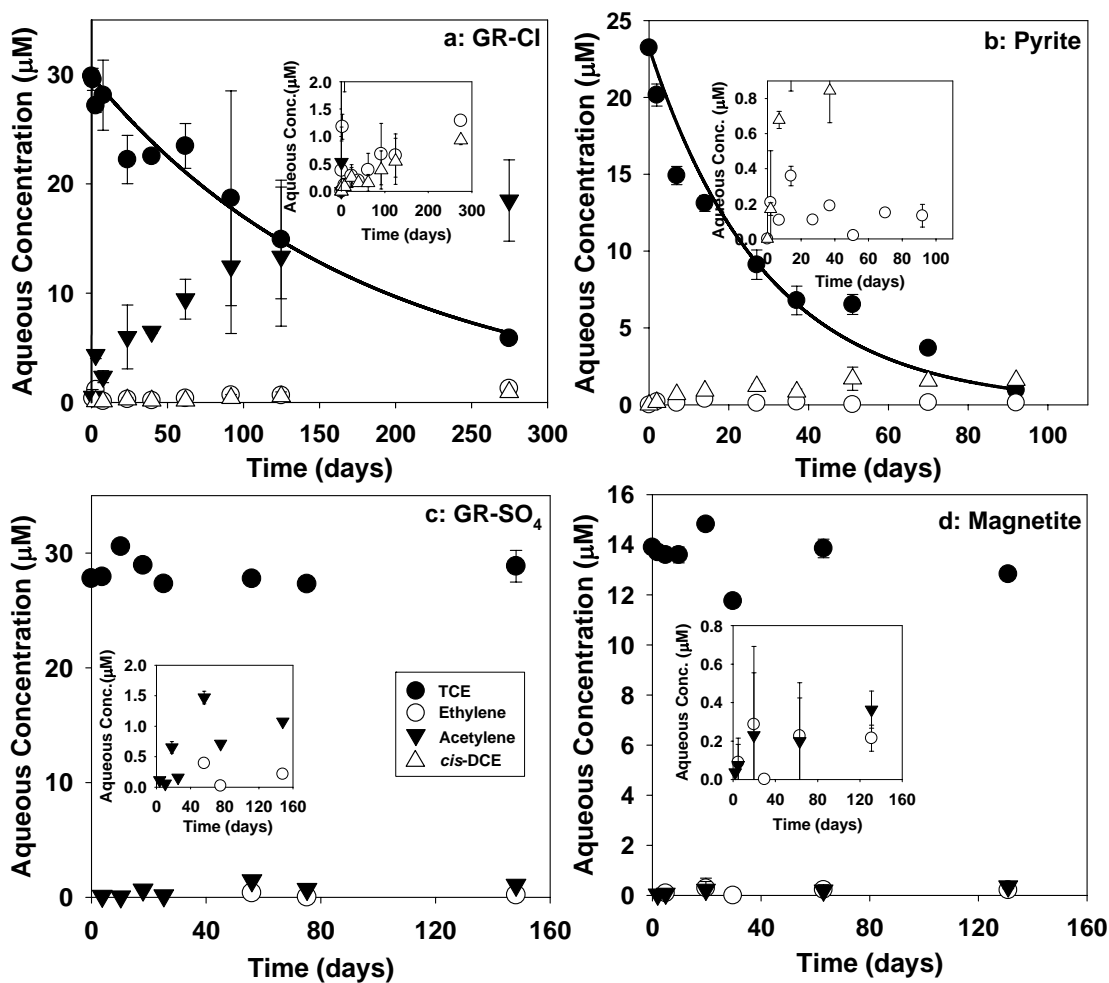 a: GR-Cl
Aqueous Concentration (μM)
40
30
20
10
0
0 50 100 150 200 250 300
Time (days)
Aqueous Conc.(μM)
2.0
1.5
1.0
0.5
0.0
0 100 200 300
Time (days)
b: Pyrite
Aqueous Concentration (μM)
25
20
15
10
5
0
0 20 40 60 80 100
Time (days)
Aqueous Conc. (μM)
0.8
0.6
0.4
0.2
0.0
0 20 40 60 80 100
Time (days)
c: GR-SO4
Aqueous Concentration (μM)
40
30
20
10
0
0 40 80 120 160
Time (days)
Aqueous Conc.(μM)
2.0
1.5
1.0
0.5
0.0
0 40 80 120 160
Time (days)
TCE
Ethylene
Acetylene
cis-DCE
d: Magnetite
Aqueous Concentration (μM)
16
14
12
10
8
6
4
2
0
0 40 80 120 160
Time (days)
Aqueous Conc. (μM)
0.8
0.6
0.4
0.2
0.0
0 40 80 120 160
Time (days)